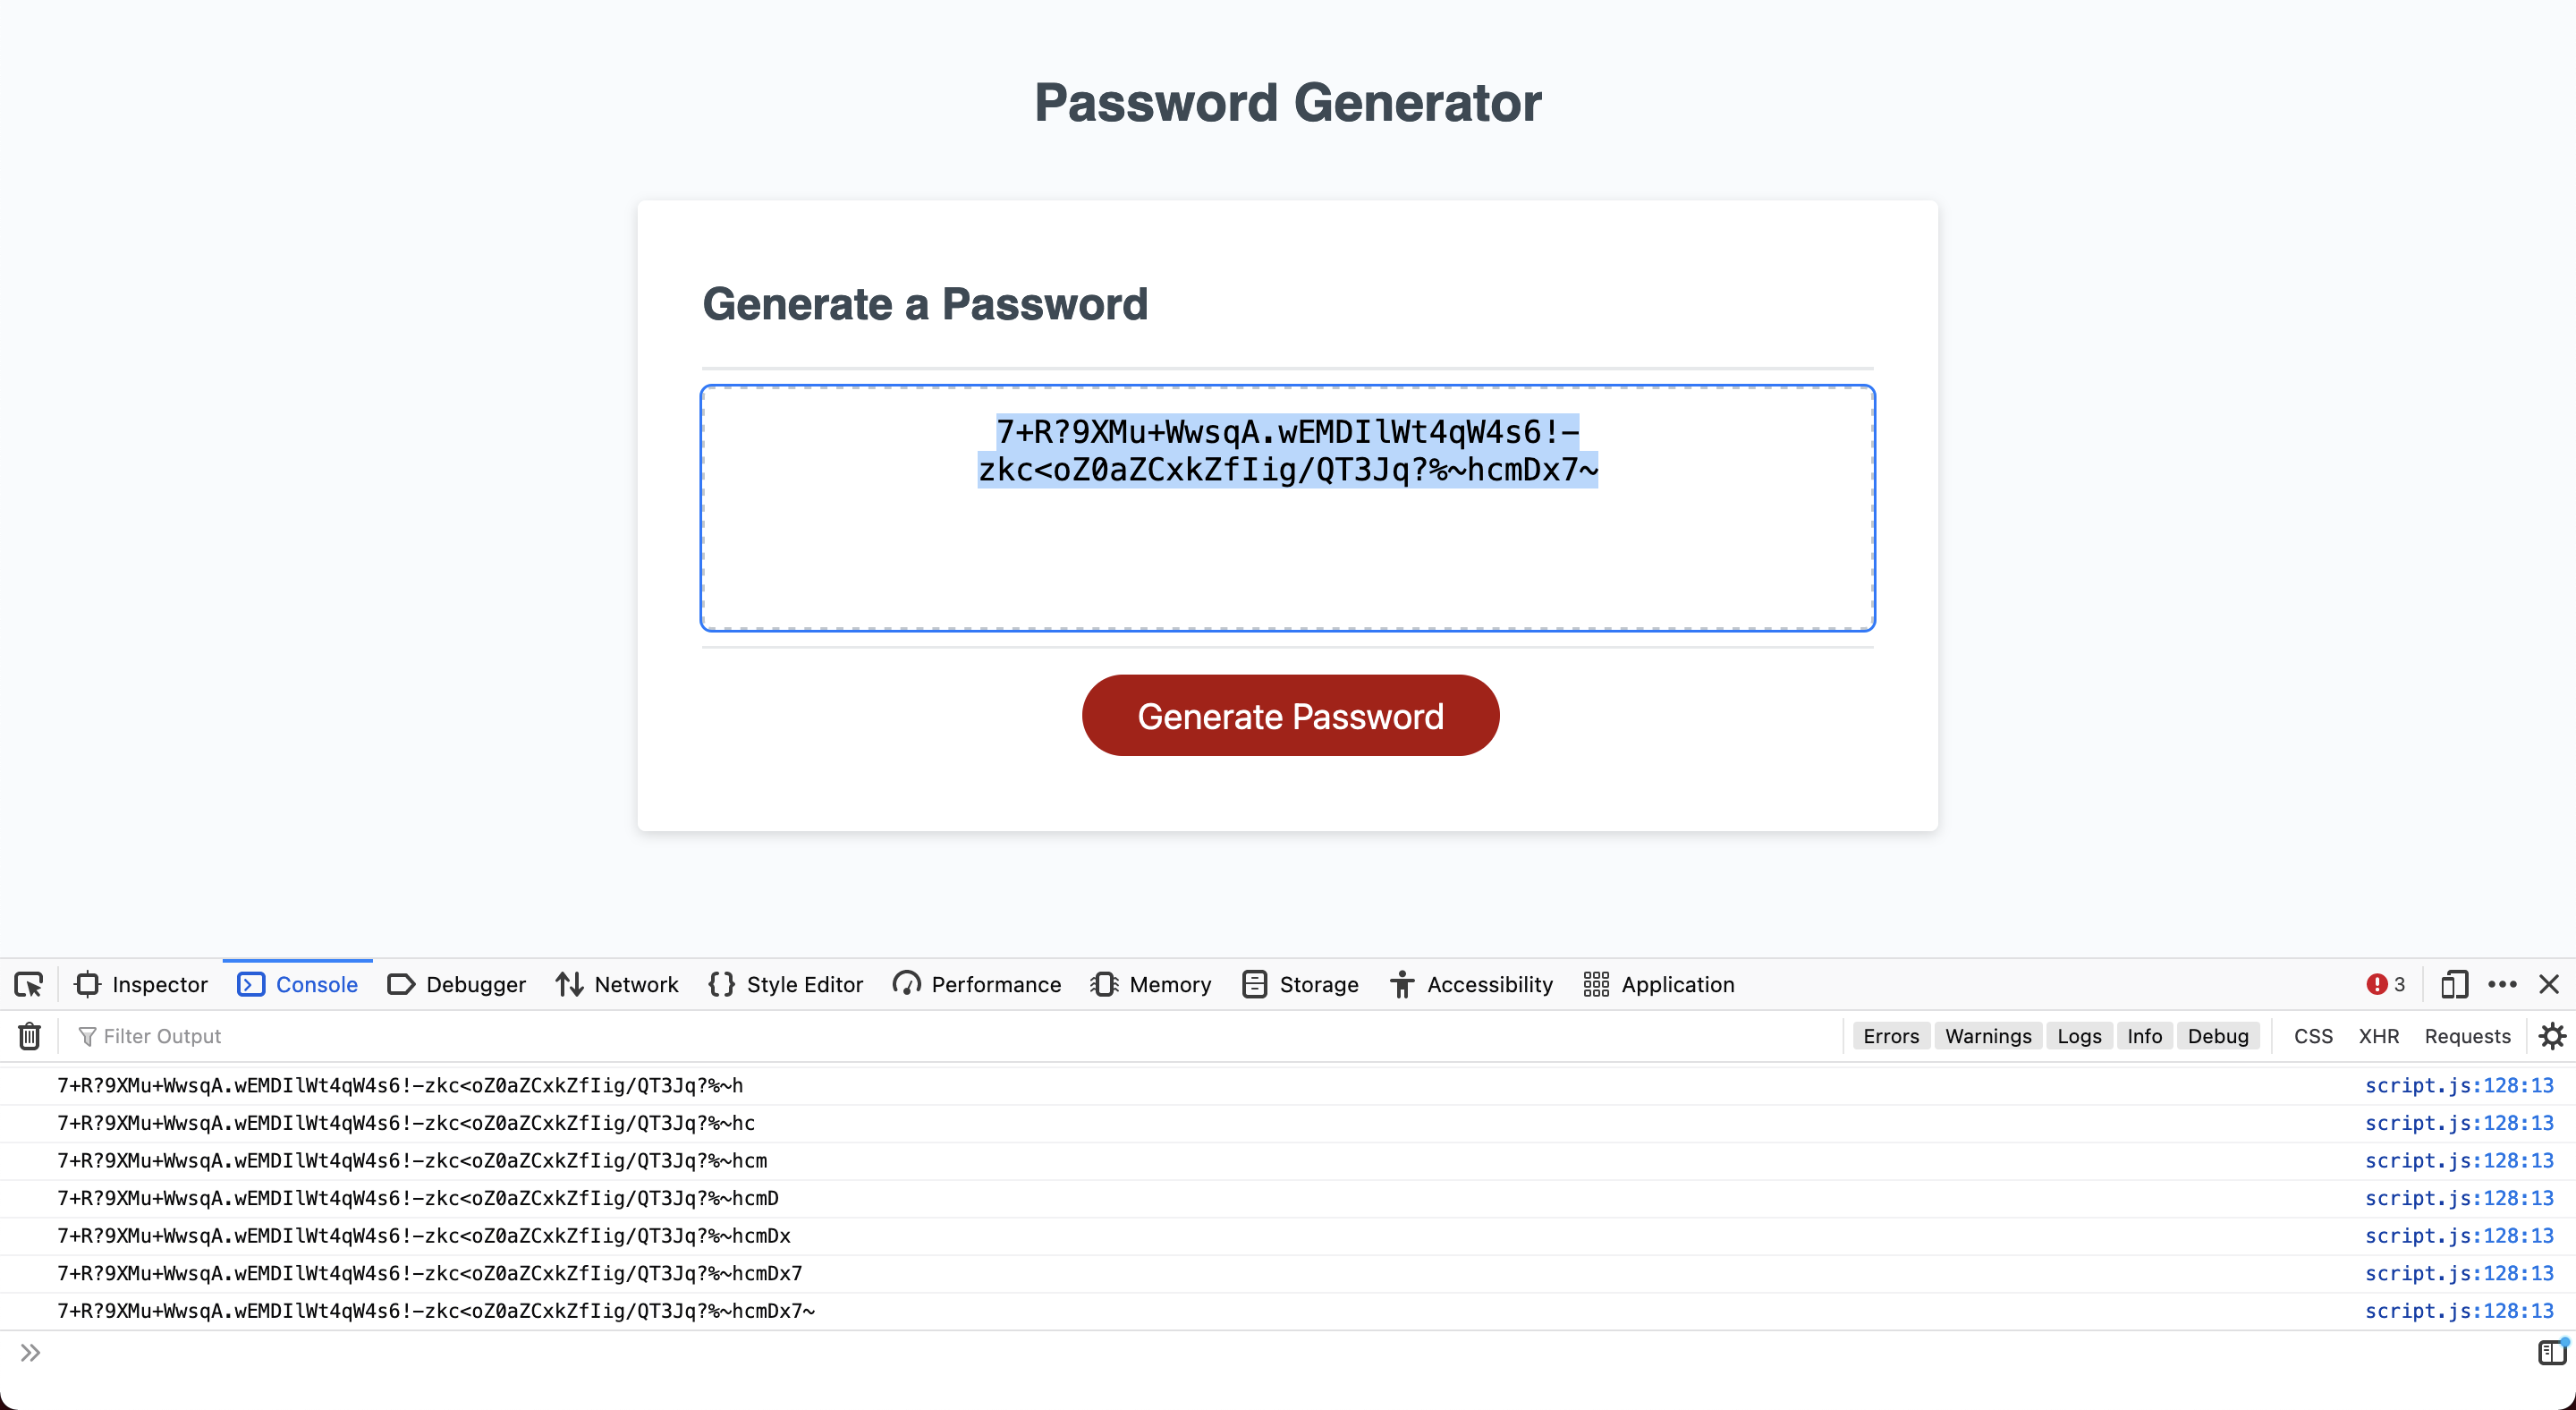 Password Generator
Generate a Password
7+R?9XMu+WwsqA.wEMDIlWt4qW4s6!-
zkc<oZ0aZCxkZfIig/QT3Jq?%~hcmDx7~
Generate Password
Inspector Console Debugger Network Style Editor Performance Memory Storage Accessibility Application 3
Filter Output Errors Warnings Logs Info Debug CSS XHR Requests
7+R?9XMu+WwsqA.wEMDIlWt4qW4s6!-zkc<oZ0aZCxkZfIig/QT3Jq?%~h script.js:128:13
7+R?9XMu+WwsqA.wEMDIlWt4qW4s6!-zkc<oZ0aZCxkZfIig/QT3Jq?%~hc script.js:128:13
7+R?9XMu+WwsqA.wEMDIlWt4qW4s6!-zkc<oZ0aZCxkZfIig/QT3Jq?%~hcm script.js:128:13
7+R?9XMu+WwsqA.wEMDIlWt4qW4s6!-zkc<oZ0aZCxkZfIig/QT3Jq?%~hcmD script.js:128:13
7+R?9XMu+WwsqA.wEMDIlWt4qW4s6!-zkc<oZ0aZCxkZfIig/QT3Jq?%~hcmDx script.js:128:13
7+R?9XMu+WwsqA.wEMDIlWt4qW4s6!-zkc<oZ0aZCxkZfIig/QT3Jq?%~hcmDx7 script.js:128:13
7+R?9XMu+WwsqA.wEMDIlWt4qW4s6!-zkc<oZ0aZCxkZfIig/QT3Jq?%~hcmDx7~ script.js:128:13